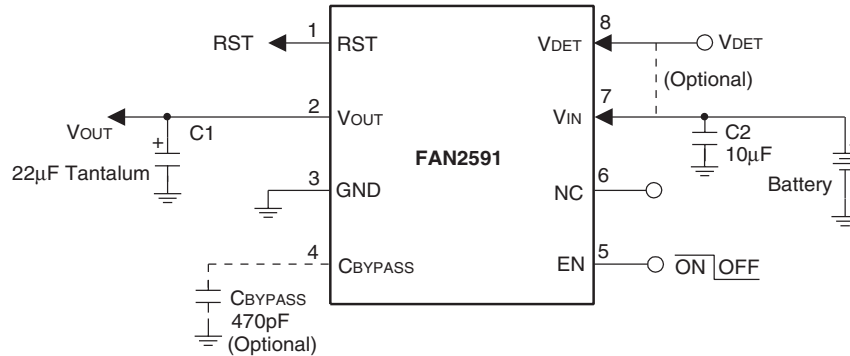 1
8
RST
RST
VDET
VDET
(Optional)
2
7
VOUT
C1
VOUT
VIN
+
C2
10µF
22µF Tantalum
FAN2591
3
6
GND
NC
Battery
4
5
CBYPASS
EN
ON OFF
CBYPASS
470pF
(Optional)